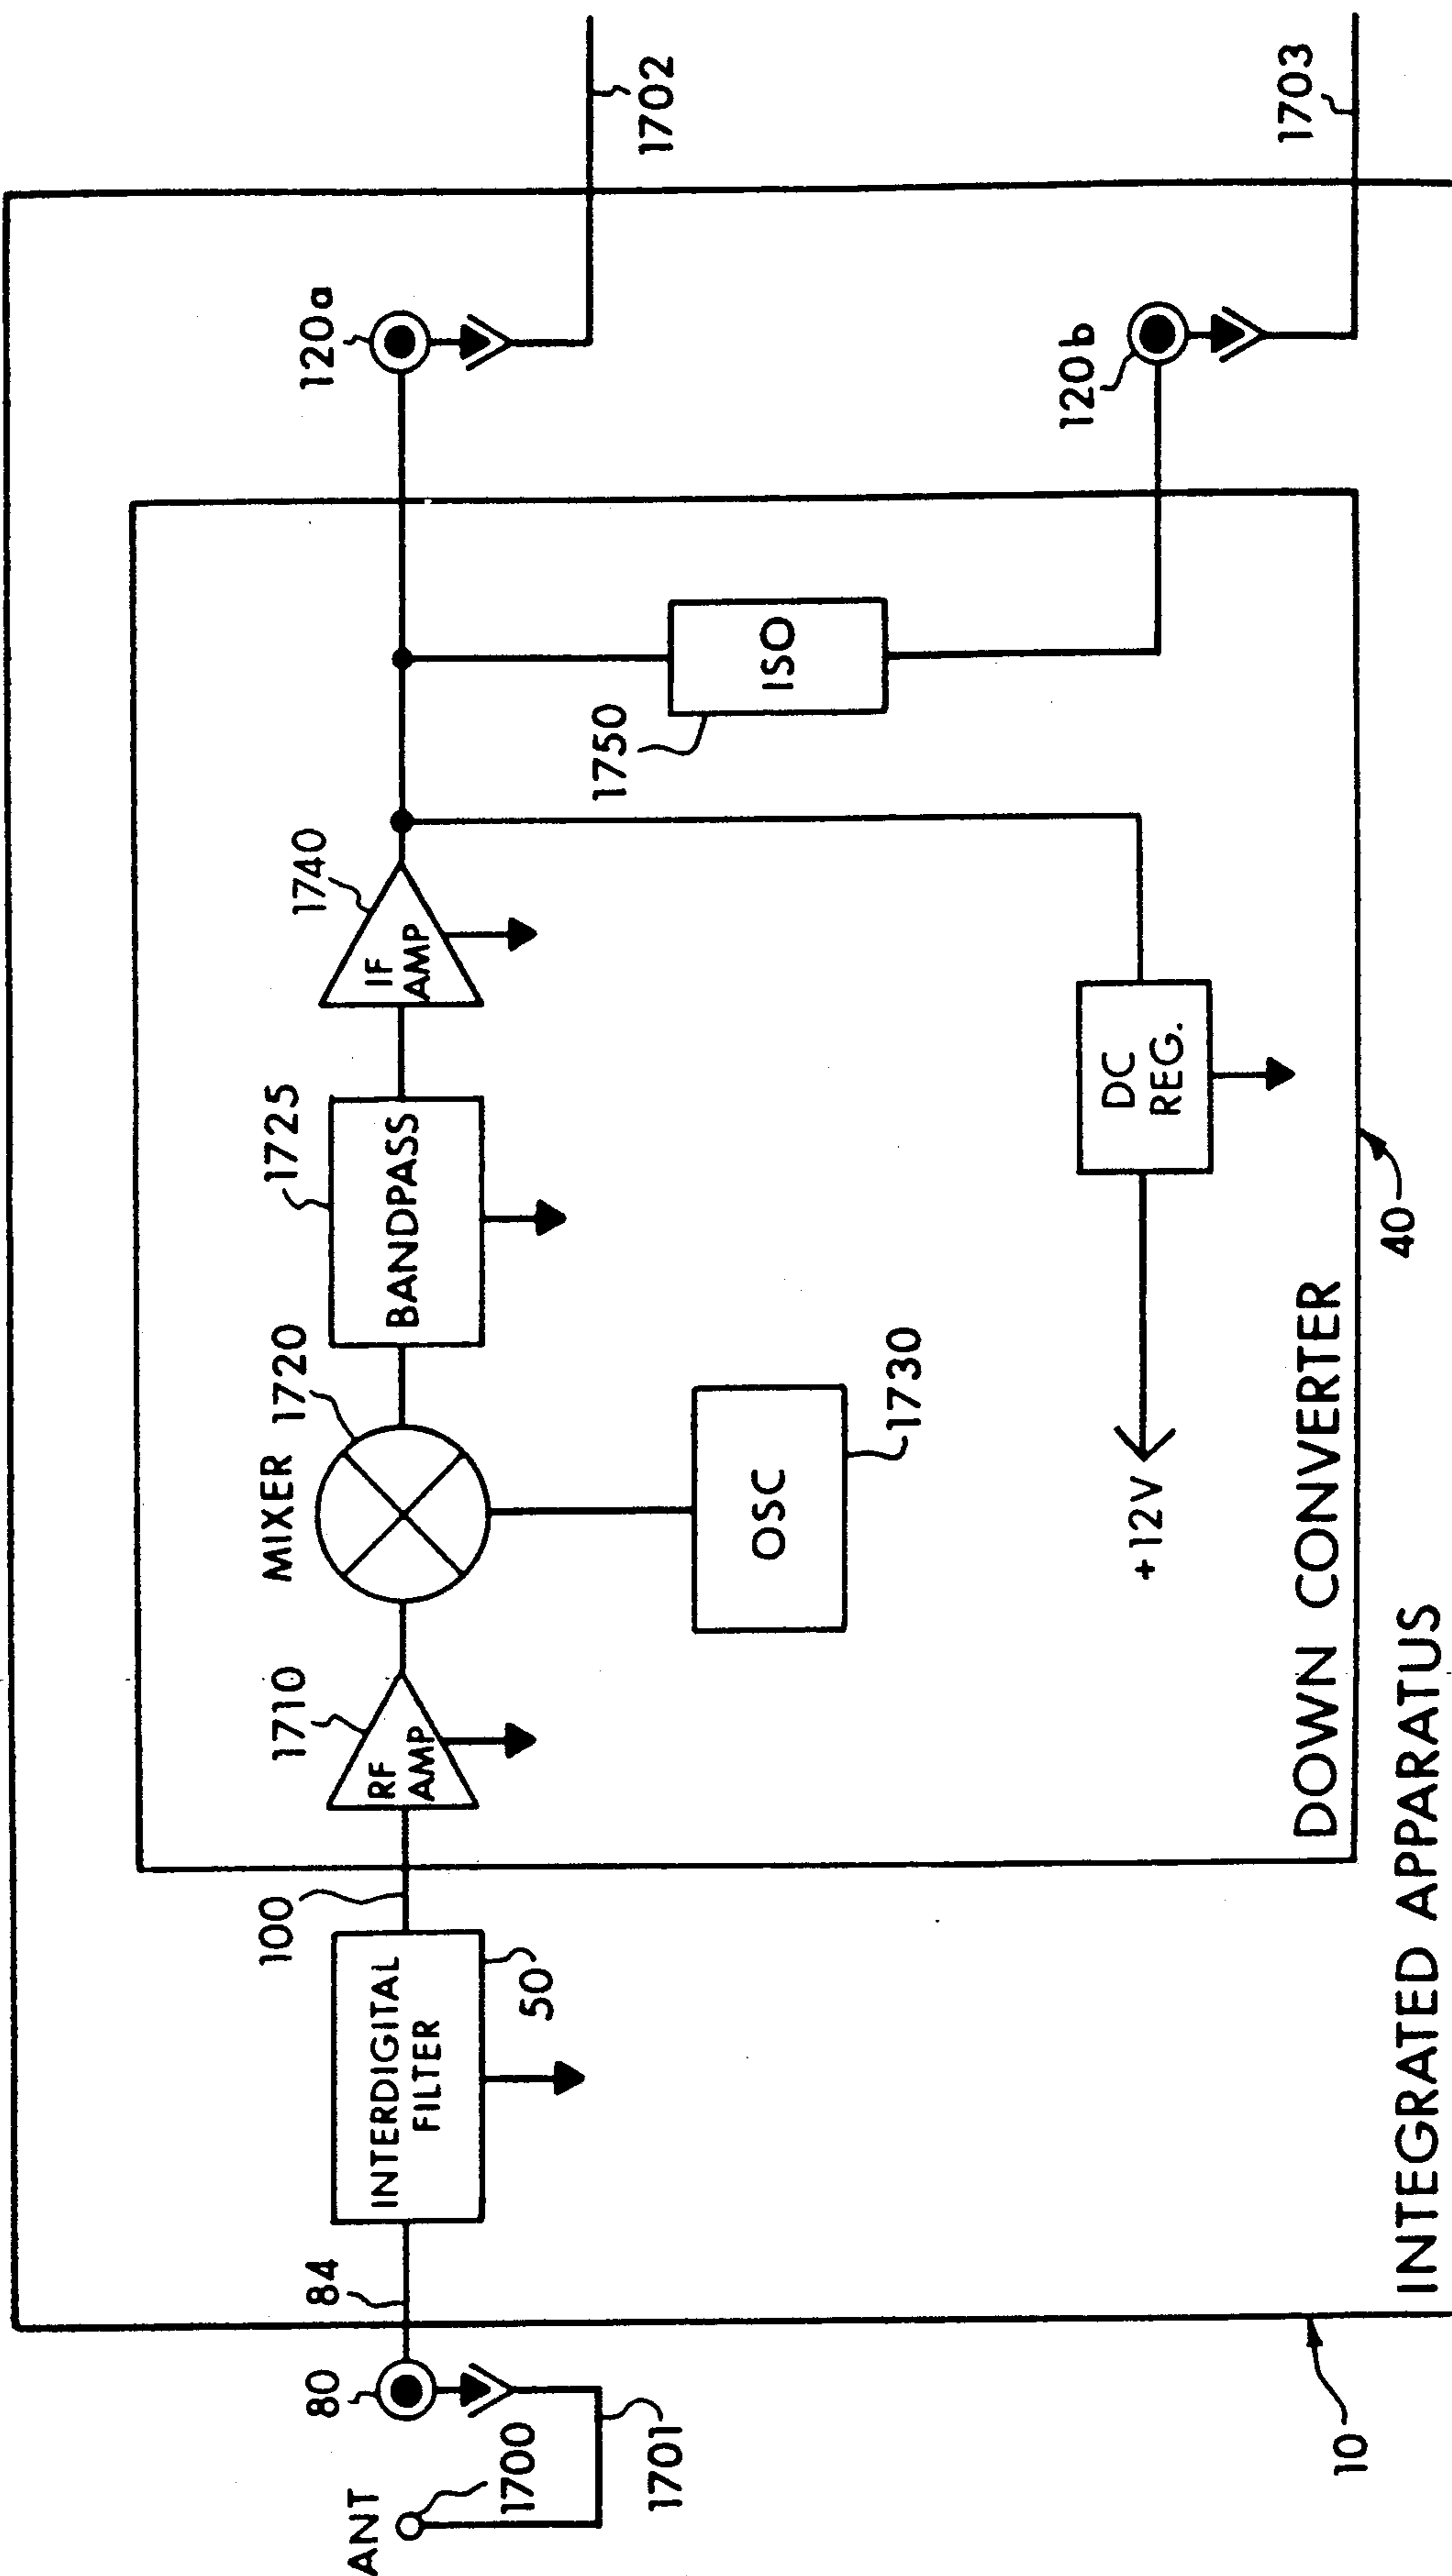 ANT
1700
1701
80
84
INTERDIGITAL
FILTER
50
100
1710
RF
AMP
MIXER
1720
OSC
1730
BANDPASS
1725
1740
IF
AMP
1750
ISO
120a
1702
120b
1703
+12V
DC
REG.
DOWN CONVERTER
40
INTEGRATED APPARATUS
10